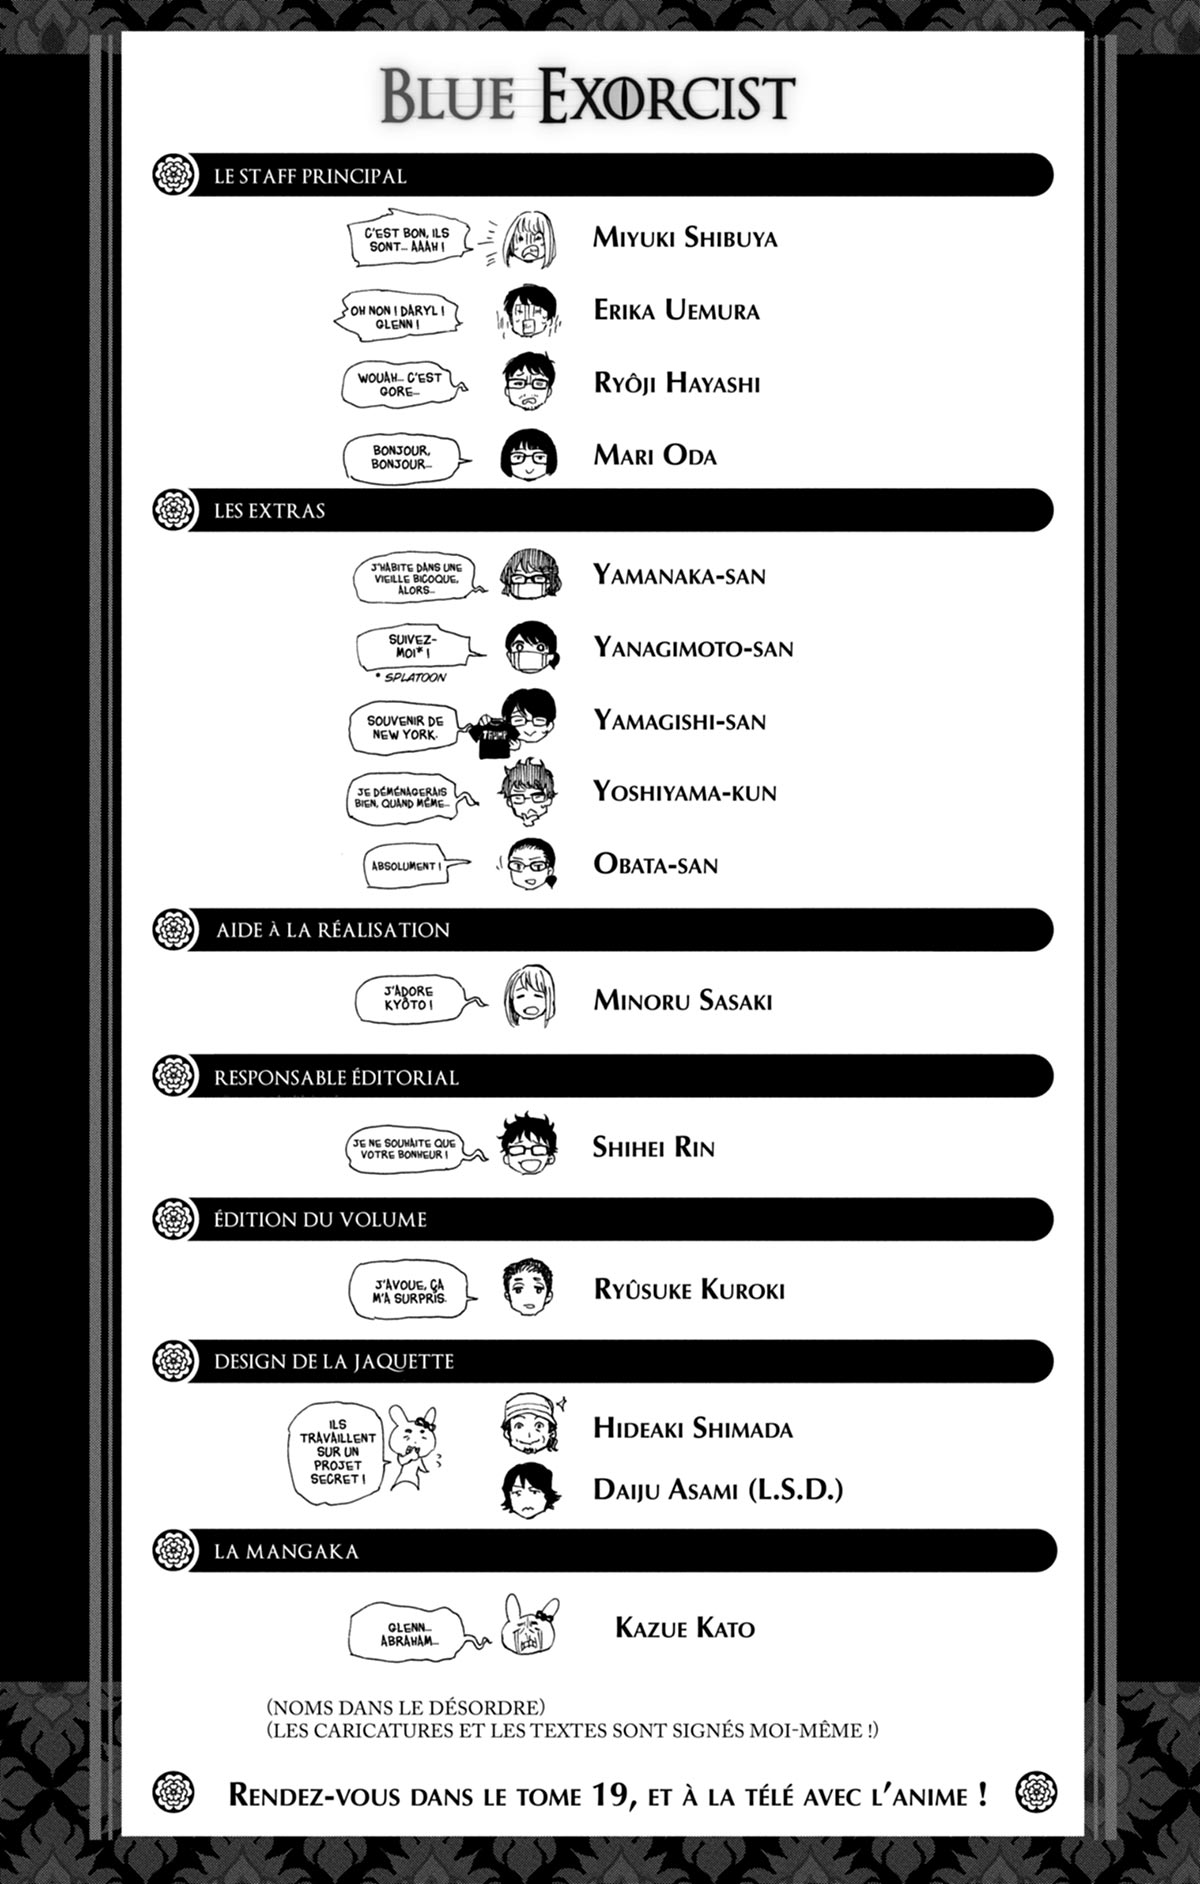 BLUE EXORCIST
LE STAFF PRINCIPAL
C'EST BON, ILS
SONT... AAAH !
MIYUKI SHIBUYA
OH NON ! DARYL !
GLENN !
ERIKA UEMURA
WOUAH... C'EST
GORE...
RYÔJI HAYASHI
BONJOUR,
BONJOUR...
MARI ODA
LES EXTRAS
J'HABITE DANS UNE
VIEILLE BICOQUE,
ALORS...
YAMANAKA-SAN
SUIVEZ-
MOI* !
* SPLATOON
YANAGIMOTO-SAN
SOUVENIR DE
NEW YORK.
TRUMP
YAMAGISHI-SAN
JE DÉMÉNAGERAIS
BIEN, QUAND MÊME...
YOSHIYAMA-KUN
ABSOLUMENT !
OBATA-SAN
AIDE À LA RÉALISATION
J'ADORE
KYÔTO !
MINORU SASAKI
RESPONSABLE ÉDITORIAL
JE NE SOUHAITE QUE
VOTRE BONHEUR !
SHIHEI RIN
ÉDITION DU VOLUME
J'AVOUE, ÇA
M'A SURPRIS.
RYÛSUKE KUROKI
DESIGN DE LA JAQUETTE
ILS
TRAVAILLENT
SUR UN
PROJET
SECRET !
HIDEAKI SHIMADA
DAIJU ASAMI (L.S.D.)
LA MANGAKA
GLENN...
ABRAHAM...
KAZUE KATO
(NOMS DANS LE DÉSORDRE)
(LES CARICATURES ET LES TEXTES SONT SIGNÉS MOI-MÊME !)
RENDEZ-VOUS DANS LE TOME 19, ET À LA TÉLÉ AVEC L'ANIME !